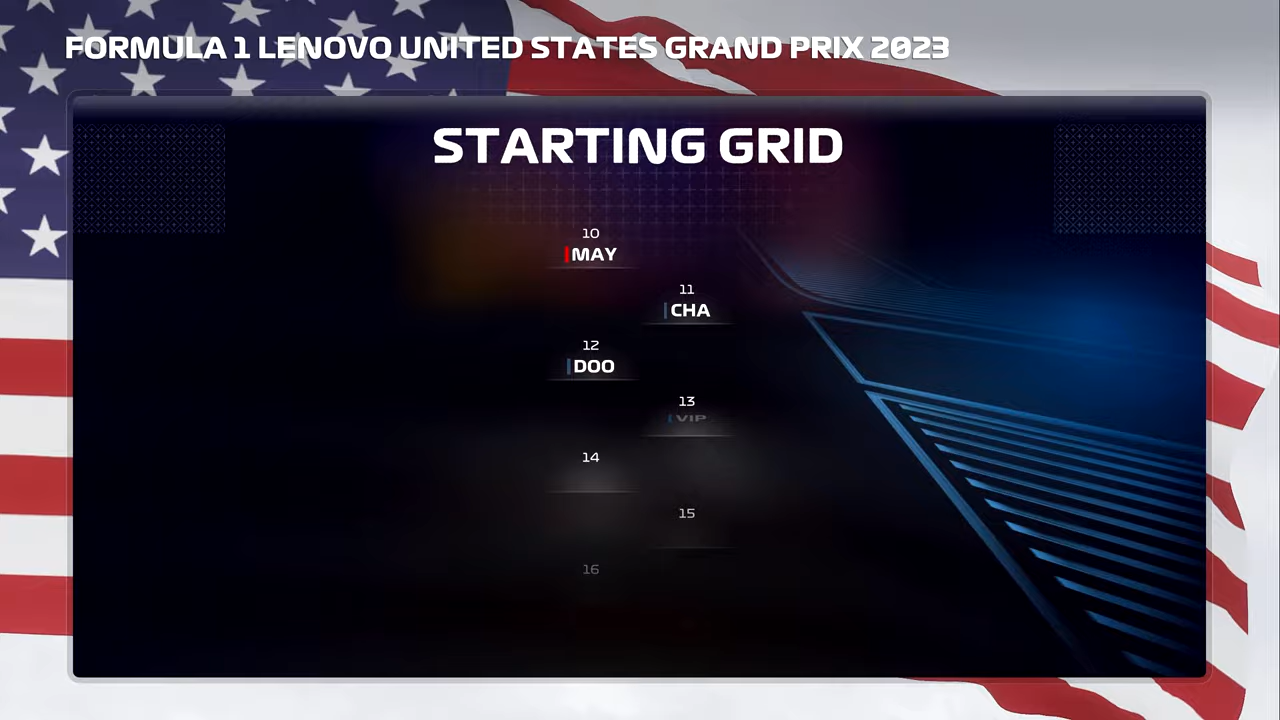 FORMULA 1 LENOVO UNITED STATES GRAND PRIX 2023
STARTING GRID
10
MAY
11
CHA
12
DOO
13
VIP
14
15
16